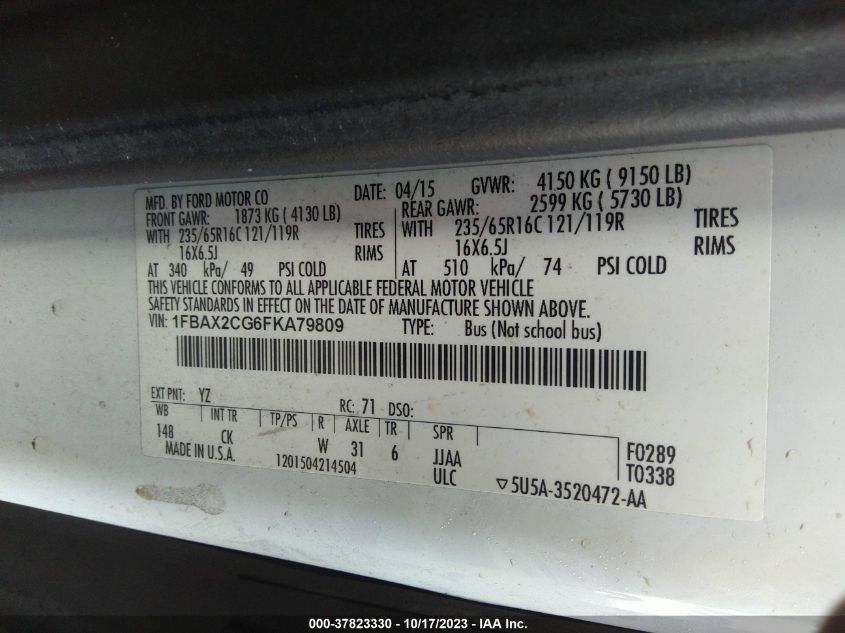 MFD. BY FORD MOTOR CO DATE: 04/15 GVWR: 4150 KG ( 9150 LB)
FRONT GAWR: 1873 KG ( 4130 LB) REAR GAWR: 2599 KG ( 5730 LB)
WITH 235/65R16C 121/119R TIRES WITH 235/65R16C 121/119R TIRES
16X6.5J RIMS 16X6.5J RIMS
AT 340 kPa/ 49 PSI COLD AT 510 kPa/ 74 PSI COLD
THIS VEHICLE CONFORMS TO ALL APPLICABLE FEDERAL MOTOR VEHICLE
SAFETY STANDARDS IN EFFECT ON THE DATE OF MANUFACTURE SHOWN ABOVE.
VIN: 1FBAX2CG6FKA79809 TYPE: Bus (Not school bus)
EXT PNT: YZ RC: 71 DSO:
WB INT TR TP/PS R AXLE TR SPR
148 CK W 31 6 JJAA F0289
MADE IN U.S.A. 1201504214504 ULC ▽5U5A-3520472-AA T0338
000-37823330 - 10/17/2023 - IAA Inc.